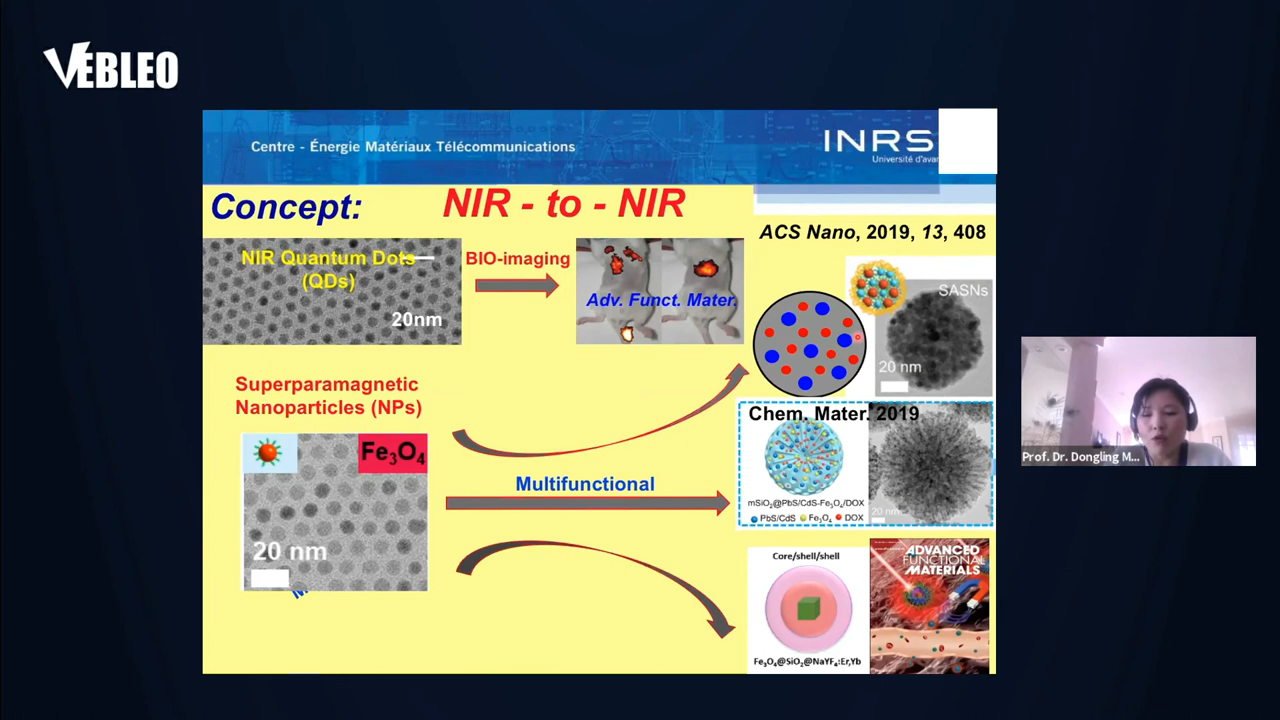 VEBLEO
Centre - Énergie Matériaux Télécommunications
INRS
Université d'avan
Concept:
NIR - to - NIR
ACS Nano, 2019, 13, 408
NIR Quantum Dots
(QDs)
20nm
BIO-imaging
Adv. Funct. Mater.
SASNs
20 nm
Superparamagnetic
Nanoparticles (NPs)
Fe₃O₄
20 nm
Multifunctional
Chem. Mater. 2019
mSiO₂@PbS/CdS-Fe₃O₄/DOX
PbS/CdS Fe₃O₄ DOX
20 nm
Core/shell/shell
Fe₃O₄@SiO₂@NaYF₄:Er,Yb
ADVANCED
FUNCTIONAL
MATERIALS
Prof. Dr. Dongling M...